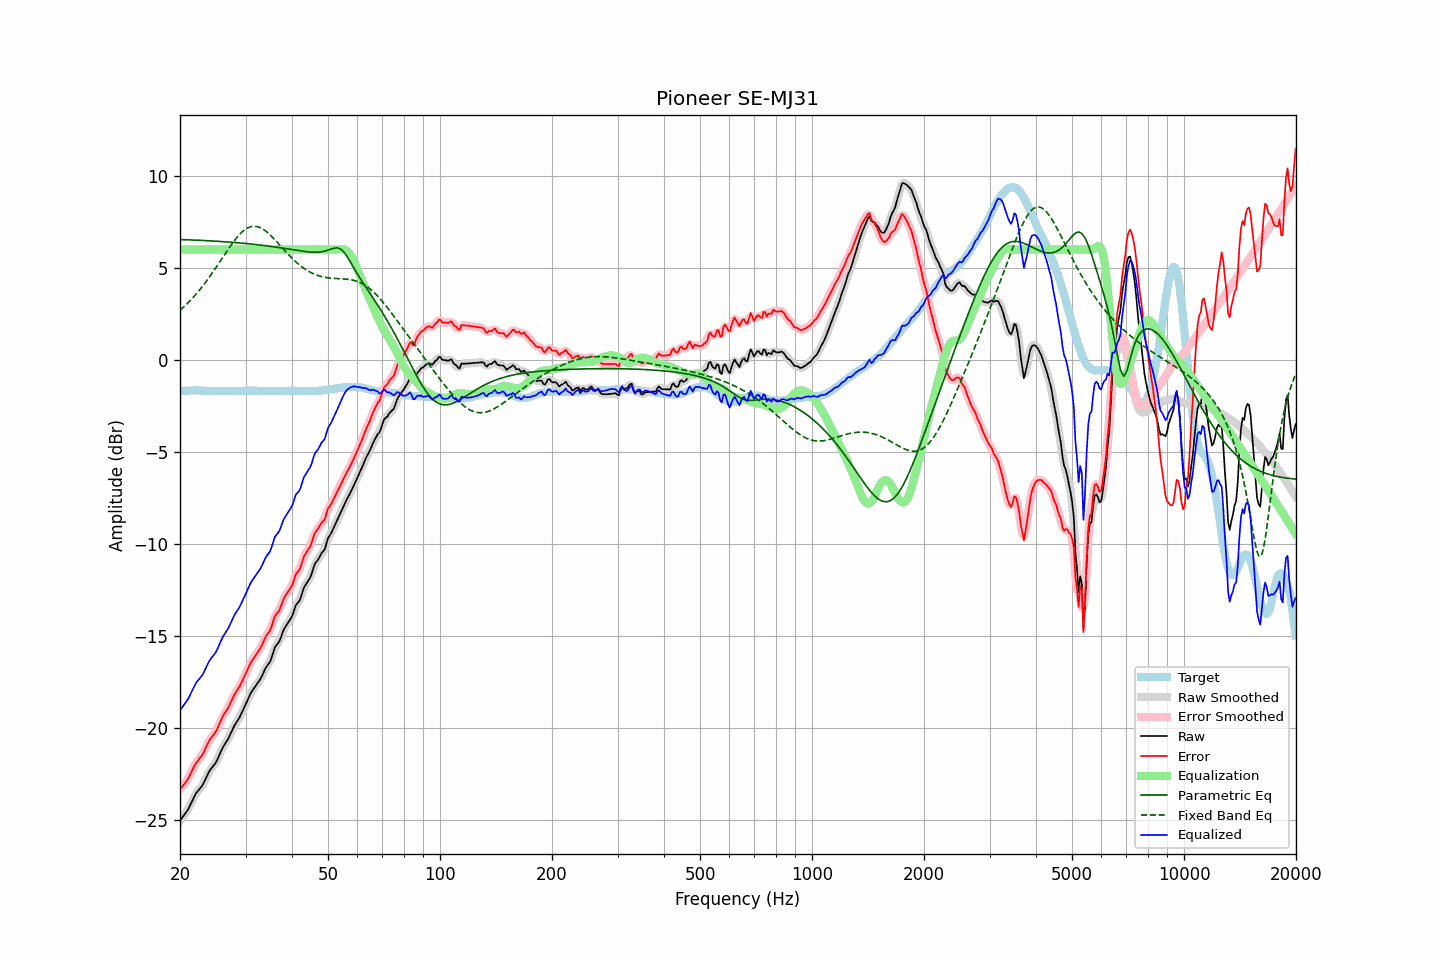 Pioneer SE-MJ31
Amplitude (dBr)
10
5
0
−5
−10
−15
−20
−25
20
50
100
200
500
1000
2000
5000
10000
20000
Frequency (Hz)
Target
Raw Smoothed
Error Smoothed
Raw
Error
Equalization
Parametric Eq
Fixed Band Eq
Equalized